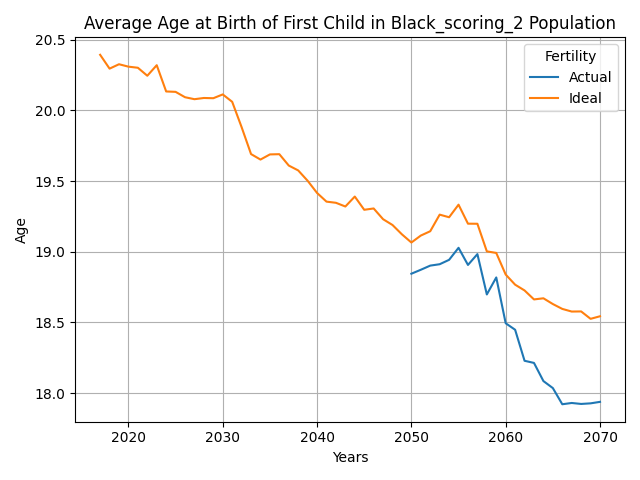 Average Age at Birth of First Child in Black_scoring_2 Population
Fertility
Actual
Ideal
Age
20.5
20.0
19.5
19.0
18.5
18.0
2020 2030 2040 2050 2060 2070
Years